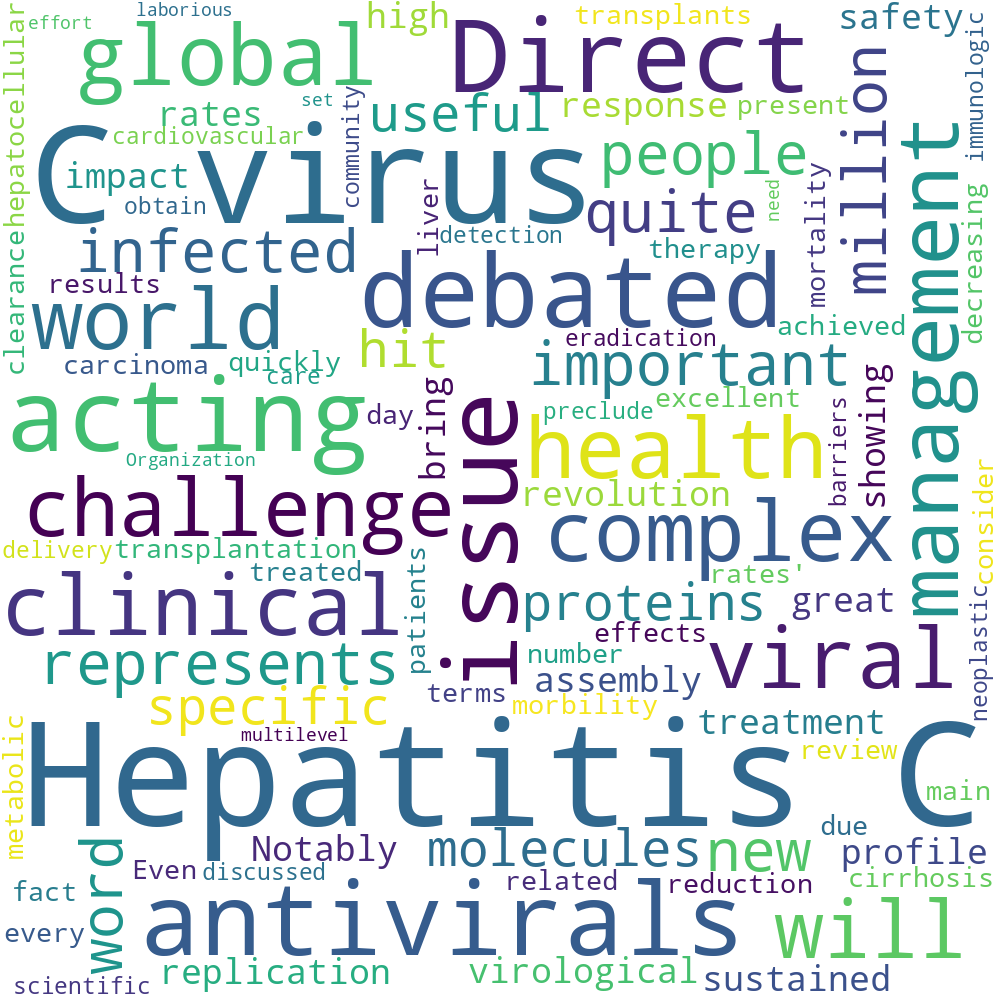 laborious
effort
high
transplants
safety
global
Direct
hepatocellular
immunologic
million
rates
set
useful
response
present
community
cardiovascular
C virus
people
management
impact
obtain
liver
quite
need
mortality
infected
detection
therapy
decreasing
results
world
debated
clearance
achieved
hit
eradication
carcinoma
quickly
important
care
acting
day
bring
issue
preclude
excellent
barriers
showing
health
Organization
challenge
revolution
complex
consider
delivery
transplantation
treated
patients
rates'
clinical
proteins
great
neoplastic
effects
viral
represents
number
assembly
specific
terms
morbility
metabolic
multilevel
Hepatitis C
treatment
review
main
word
Notably
molecules
new
due
profile
Even
discussed
related
reduction
cirrhosis
fact
every
antivirals
will
scientific
replication
virological
sustained